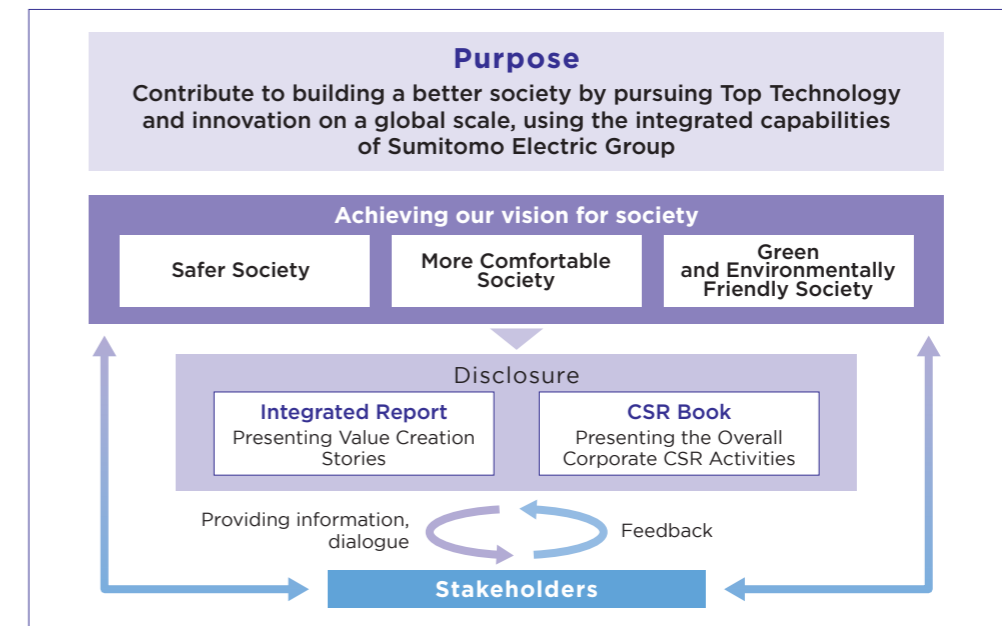 Purpose
Contribute to building a better society by pursuing Top Technology
and innovation on a global scale, using the integrated capabilities
of Sumitomo Electric Group
Achieving our vision for society
Safer Society
More Comfortable
Society
Green
and Environmentally
Friendly Society
Disclosure
Integrated Report
Presenting Value Creation
Stories
CSR Book
Presenting the Overall
Corporate CSR Activities
Providing information,
dialogue
Feedback
Stakeholders